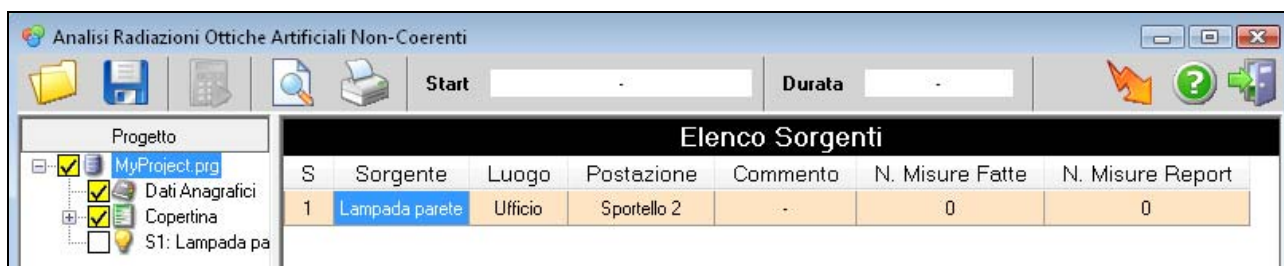 Analisi Radiazioni Ottiche Artificiali Non-Coerenti
Start - Durata -
Progetto
MyProject.prg
Dati Anagrafici
Copertina
S1: Lampada pa
Elenco Sorgenti
S Sorgente Luogo Postazione Commento N. Misure Fatte N. Misure Report
1 Lampada parete Ufficio Sportello 2 - 0 0